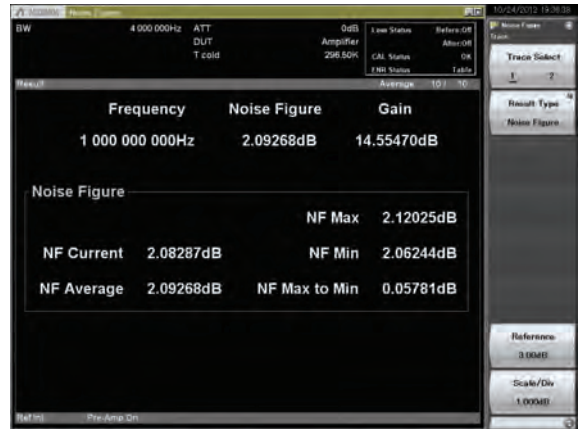 Noise Figure
10/24/2012 19:36:38
BW 4 000 000Hz ATT 0dB
DUT Amplifier
T cold 296.50K
Loss Status Before:Off
After:Off
CAL Status OK
ENR Status Table
Result Average 10 / 10
Frequency Noise Figure Gain
1 000 000 000Hz 2.09268dB 14.55470dB
Noise Figure
NF Max 2.12025dB
NF Current 2.08287dB NF Min 2.06244dB
NF Average 2.09268dB NF Max to Min 0.05781dB
Ref.Int Pre-Amp On
Noise Figure
Trace
Trace Select
1 2
Result Type
Noise Figure
Reference
3.00dB
Scale/Div
1.000dB